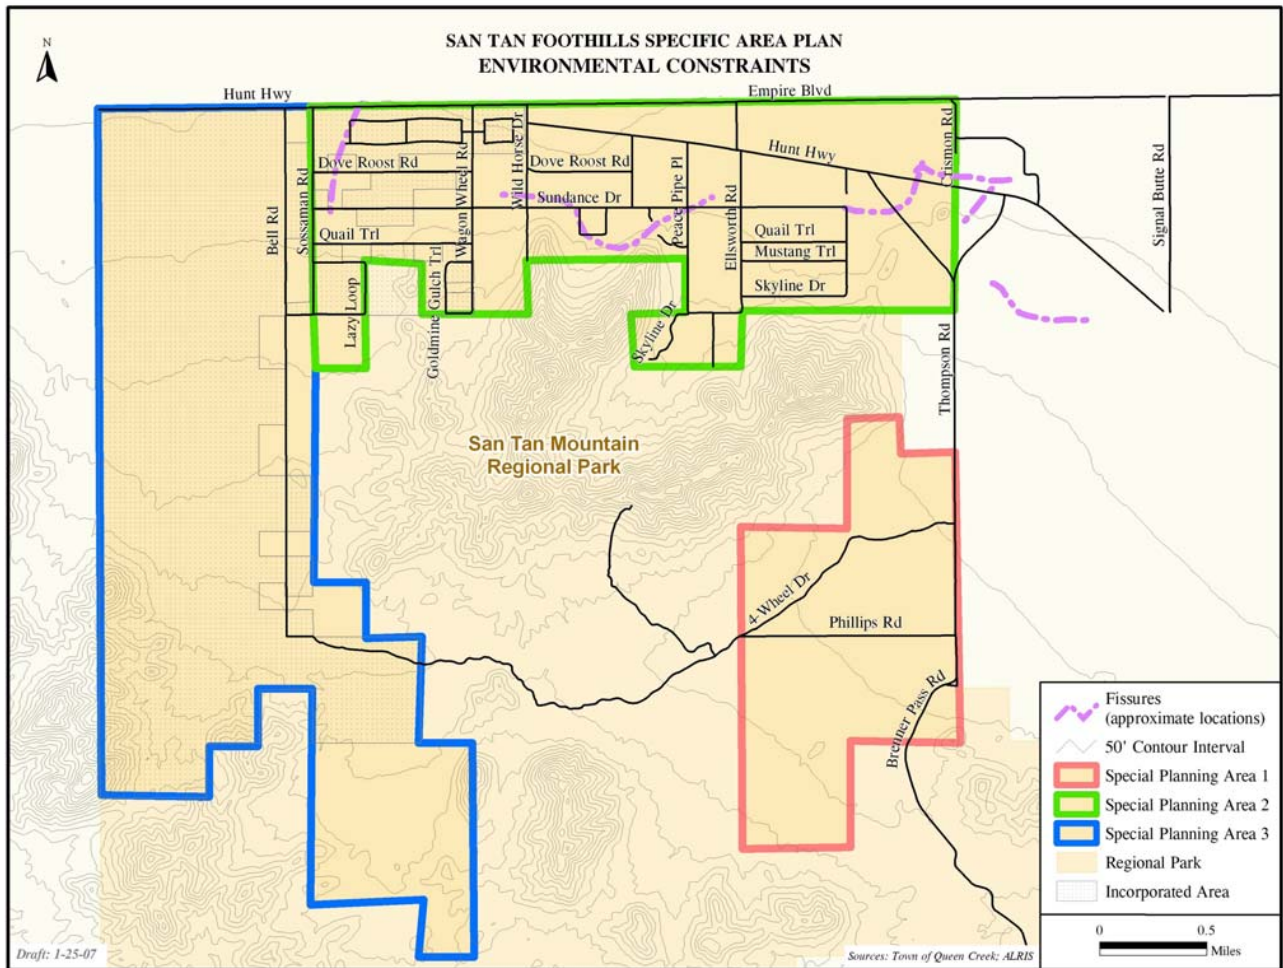 N
SAN TAN FOOTHILLS SPECIFIC AREA PLAN
ENVIRONMENTAL CONSTRAINTS
Hunt Hwy
Empire Blvd
Dove Roost Rd
Dove Roost Rd
Hunt Hwy
Crismon Rd
Signal Butte Rd
Bell Rd
Sossaman Rd
Wagon Wheel Rd
Wild Horse Dr
Sundance Dr
Peace Pipe Pl
Ellsworth Rd
Quail Trl
Quail Trl
Mustang Trl
Skyline Dr
Lazy Loop
Goldmine Gulch Trl
Skyline Dr
Thompson Rd
San Tan Mountain
Regional Park
4-Wheel Dr
Phillips Rd
Brenner Pass Rd
Fissures
(approximate locations)
50' Contour Interval
Special Planning Area 1
Special Planning Area 2
Special Planning Area 3
Regional Park
Incorporated Area
0
0.5
Miles
Draft: 1-25-07
Sources: Town of Queen Creek; ALRIS